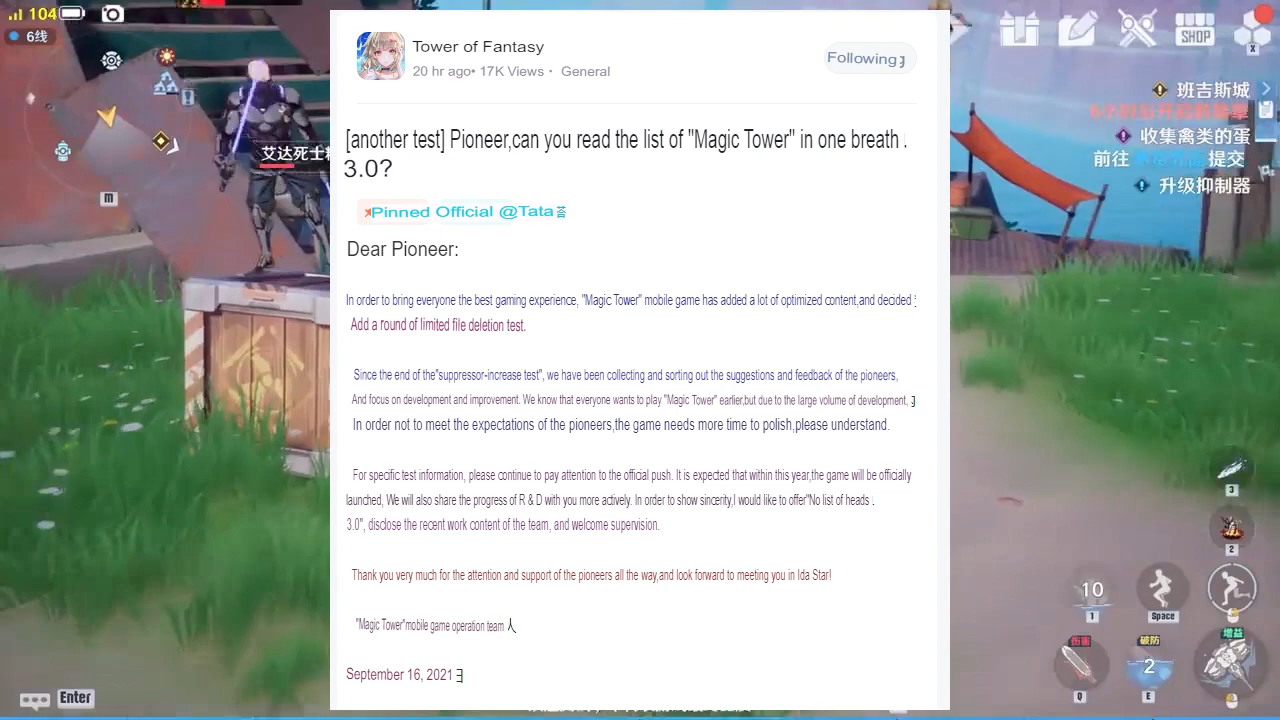 104
6线
艾达死士
m
Enter
Tower of Fantasy
20 hr ago• 17K Views • General
Following
[another test] Pioneer,can you read the list of "Magic Tower" in one breath
3.0?
Pinned Official @Tata
Dear Pioneer:
In order to bring everyone the best gaming experience, "Magic Tower" mobile game has added a lot of optimized content,and decided
Add a round of limited file deletion test.
Since the end of the"suppressor-increase test", we have been collecting and sorting out the suggestions and feedback of the pioneers,
And focus on development and improvement. We know that everyone wants to play "Magic Tower" earlier,but due to the large volume of development,
In order not to meet the expectations of the pioneers,the game needs more time to polish,please understand.
For specific test information, please continue to pay attention to the official push. It is expected that within this year,the game will be officially
launched, We will also share the progress of R & D with you more actively. In order to show sincerity,I would like to offer"No list of heads
3.0", disclose the recent work content of the team, and welcome supervision.
Thank you very much for the attention and support of the pioneers all the way,and look forward to meeting you in Ida Star!
"Magic Tower"mobile game operation team 人
September 16, 2021
SHOP
X
班吉斯城
收集禽类的蛋
前往 提交
升级抑制器
3
2
10
1
Space
伤害
破防
增益
2
Q
E